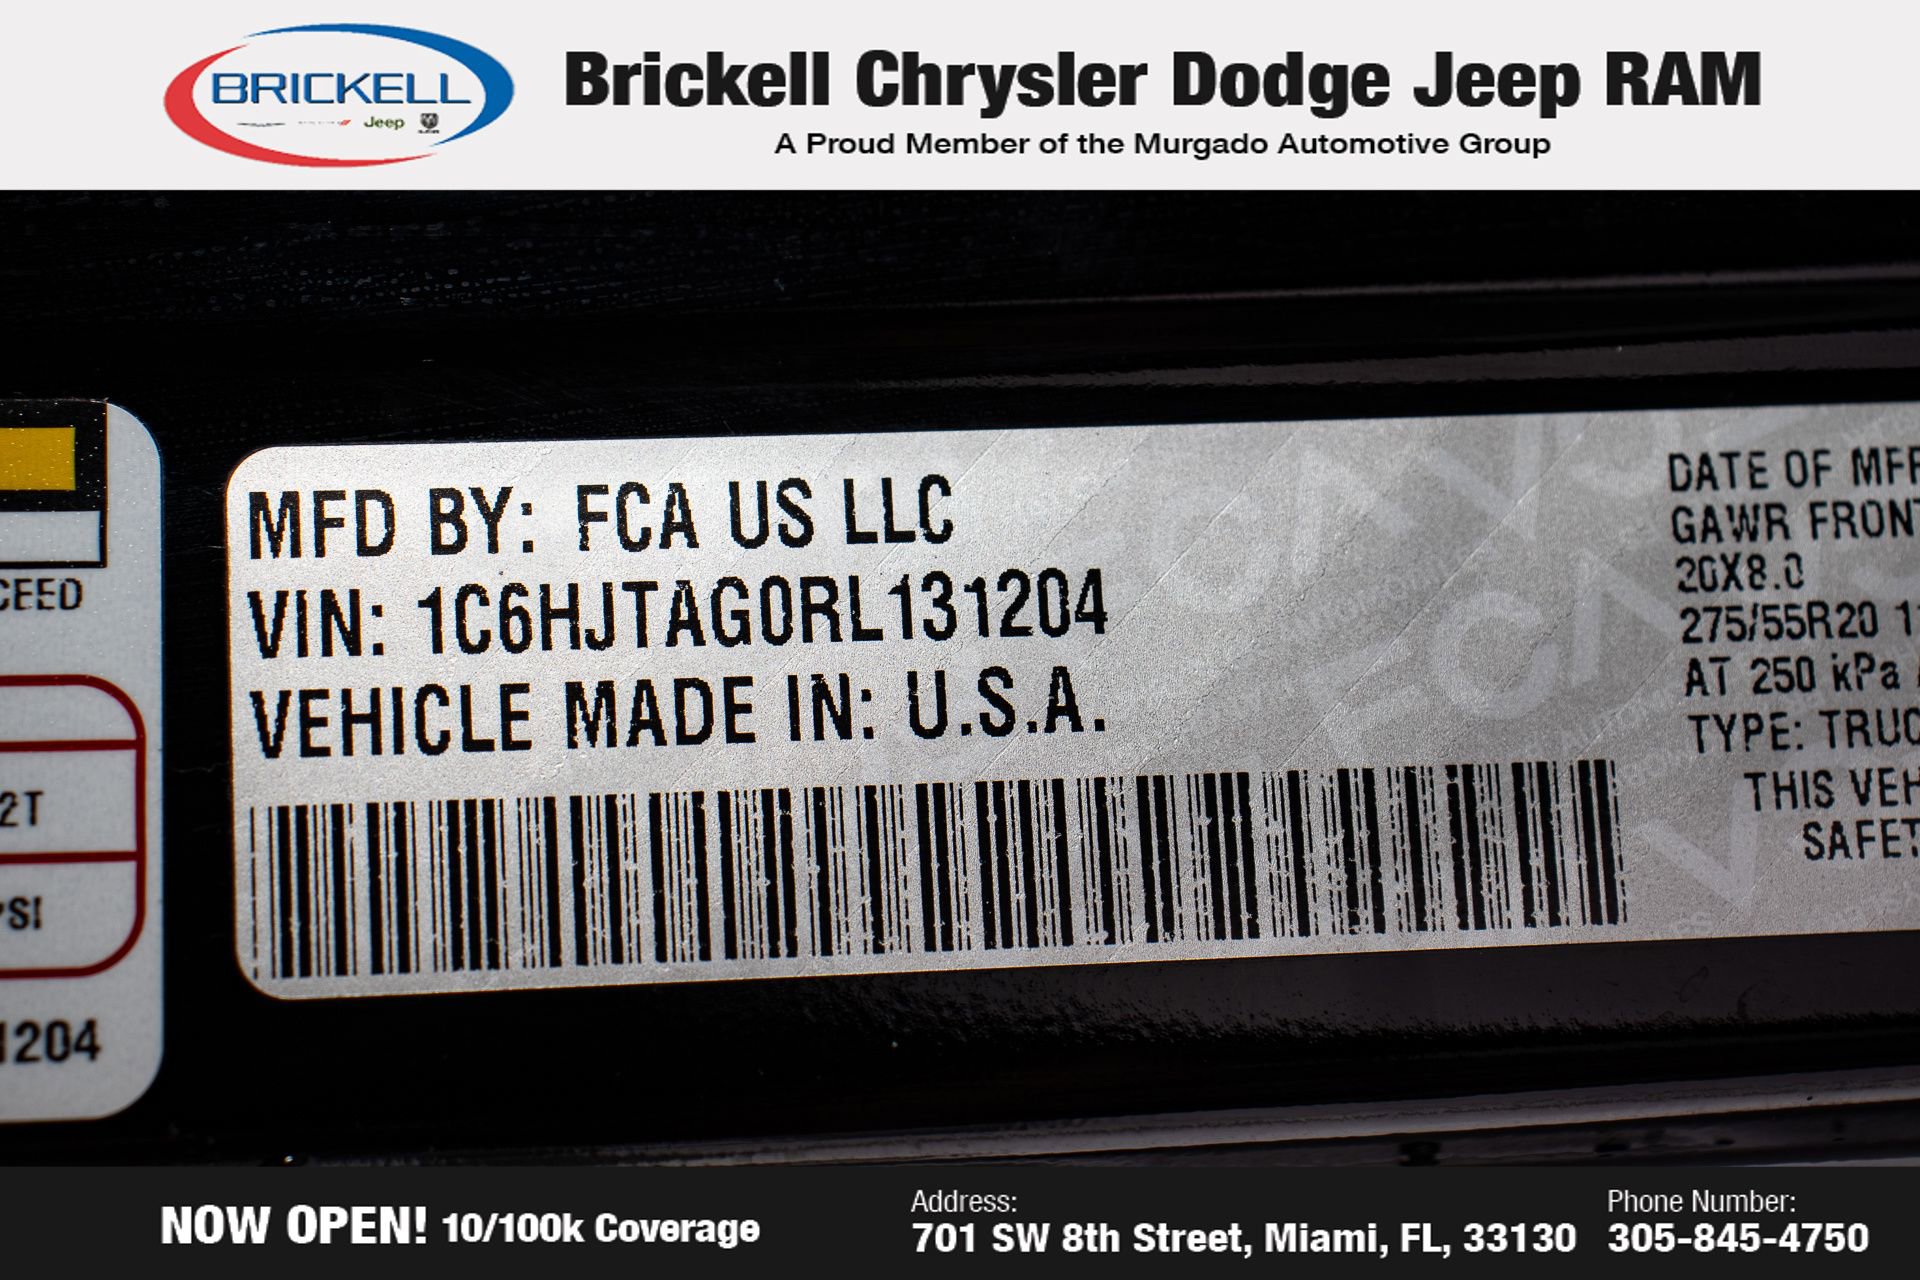 BRICKELL
Jeep
Brickell Chrysler Dodge Jeep RAM
A Proud Member of the Murgado Automotive Group
CEED
2T
PSI
1204
MFD BY: FCA US LLC
VIN: 1C6HJTAG0RL131204
VEHICLE MADE IN: U.S.A.
DATE OF MFR
GAWR FRONT
20X8.0
275/55R20 11
AT 250 kPa
TYPE: TRUC
THIS VEH
SAFET
NOW OPEN! 10/100k Coverage
Address:
701 SW 8th Street, Miami, FL, 33130
Phone Number:
305-845-4750